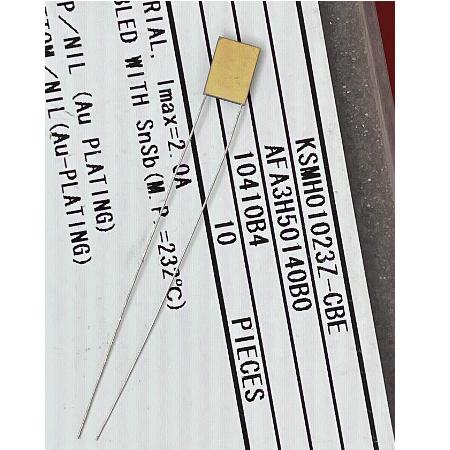 KSMH01023Z-CBE
AFA3H50140B0
10410B4
10 PIECES
RIAL, Imax=2.0A
BLED WITH SnSb(M.P.=232℃)
P/NIL (Au PLATING)
/NIL(Au-PLATING)